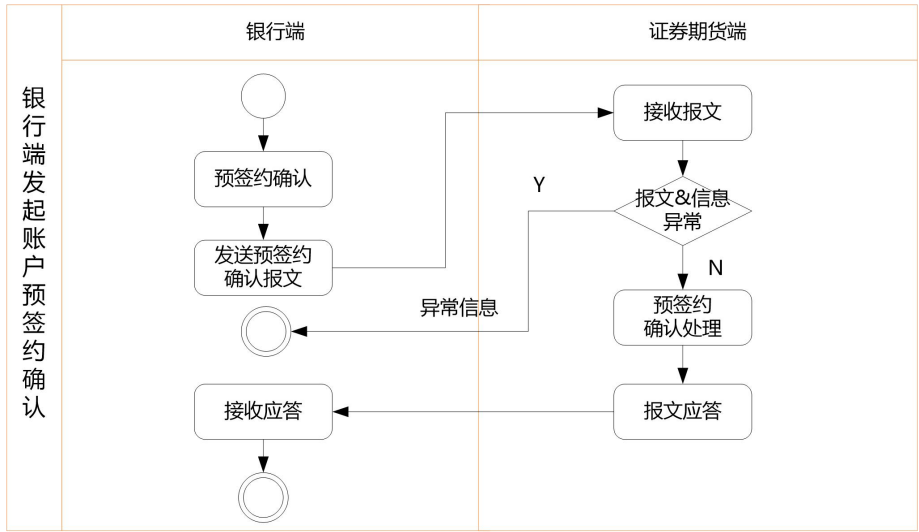 银行端
证券期货端
银行端发起账户预签约确认
预签约确认
发送预签约
确认报文
异常信息
接收应答
接收报文
Y
报文&信息
异常
N
预签约
确认处理
报文应答